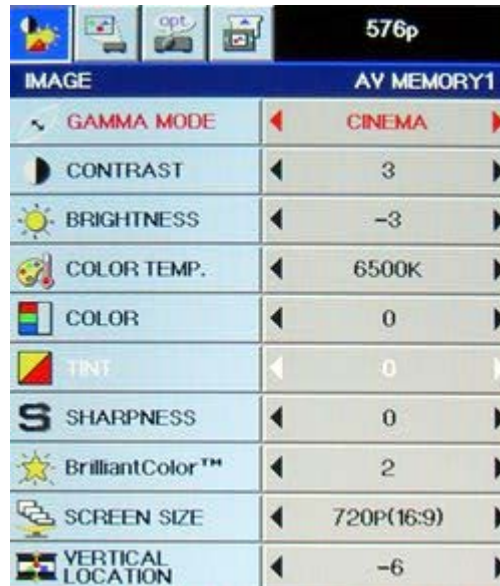 opt.
576p
IMAGE AV MEMORY1
GAMMA MODE CINEMA
CONTRAST 3
BRIGHTNESS -3
COLOR TEMP. 6500K
COLOR 0
TINT 0
SHARPNESS 0
BrilliantColor™ 2
SCREEN SIZE 720P(16:9)
VERTICAL
LOCATION -6